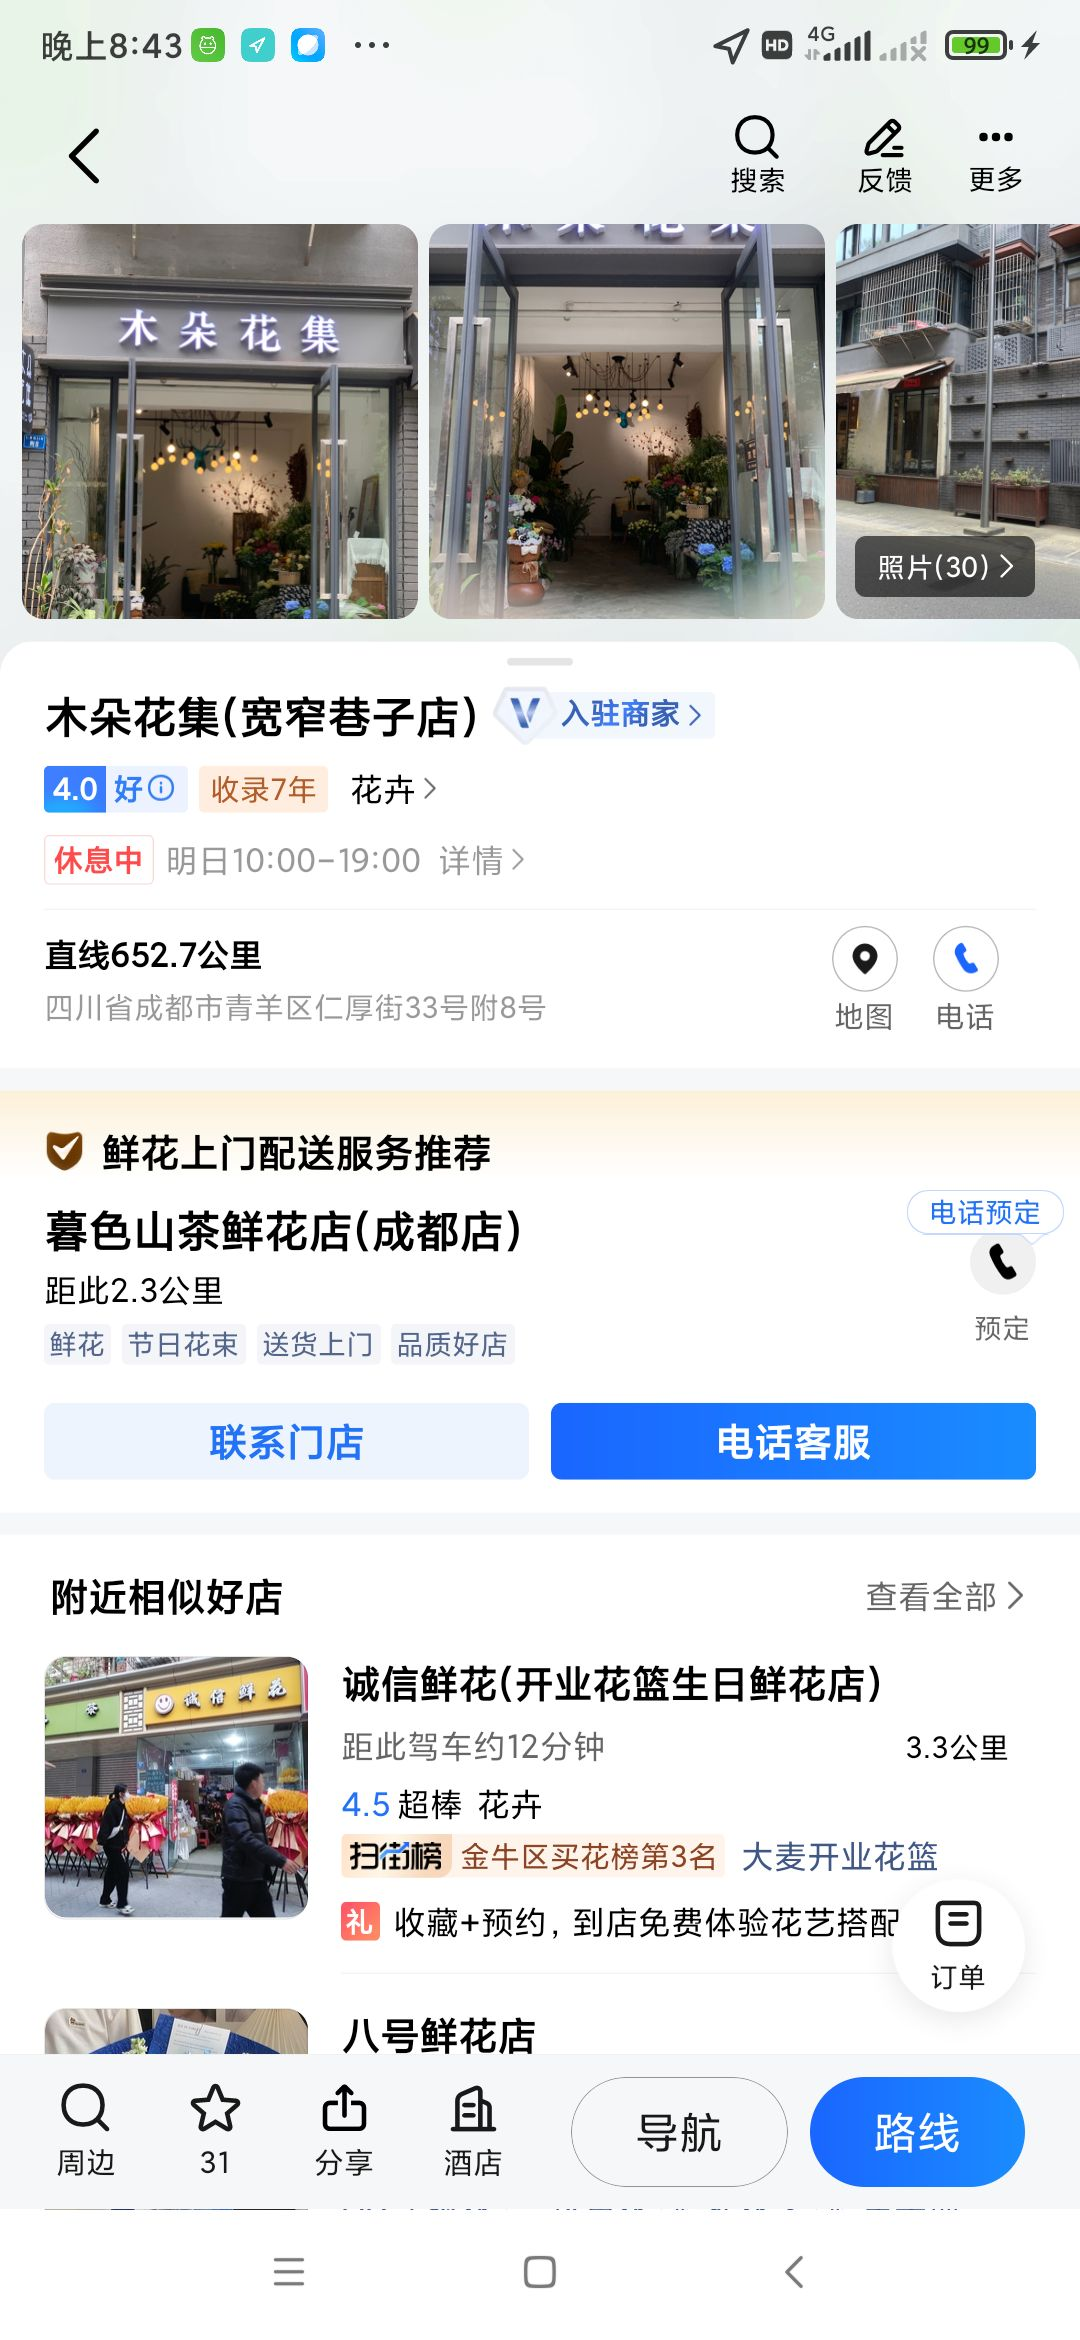 晚上8:43
HD
4G
99
搜索
反馈
更多
木朵花集
木朵花集
照片(30)
木朵花集(宽窄巷子店)
入驻商家
4.0 好
收录7年
花卉
休息中 明日10:00-19:00 详情
直线652.7公里
四川省成都市青羊区仁厚街33号附8号
地图
电话
鲜花上门配送服务推荐
暮色山茶鲜花店(成都店)
电话预定
距此2.3公里
预定
鲜花 节日花束 送货上门 品质好店
联系门店
电话客服
附近相似好店
查看全部
茶
诚信鲜花
诚信鲜花(开业花篮生日鲜花店)
距此驾车约12分钟
3.3公里
4.5 超棒 花卉
扫街榜 金牛区买花榜第3名 大麦开业花篮
礼 收藏+预约，到店免费体验花艺搭配
订单
八号鲜花店
周边
31
分享
酒店
导航
路线